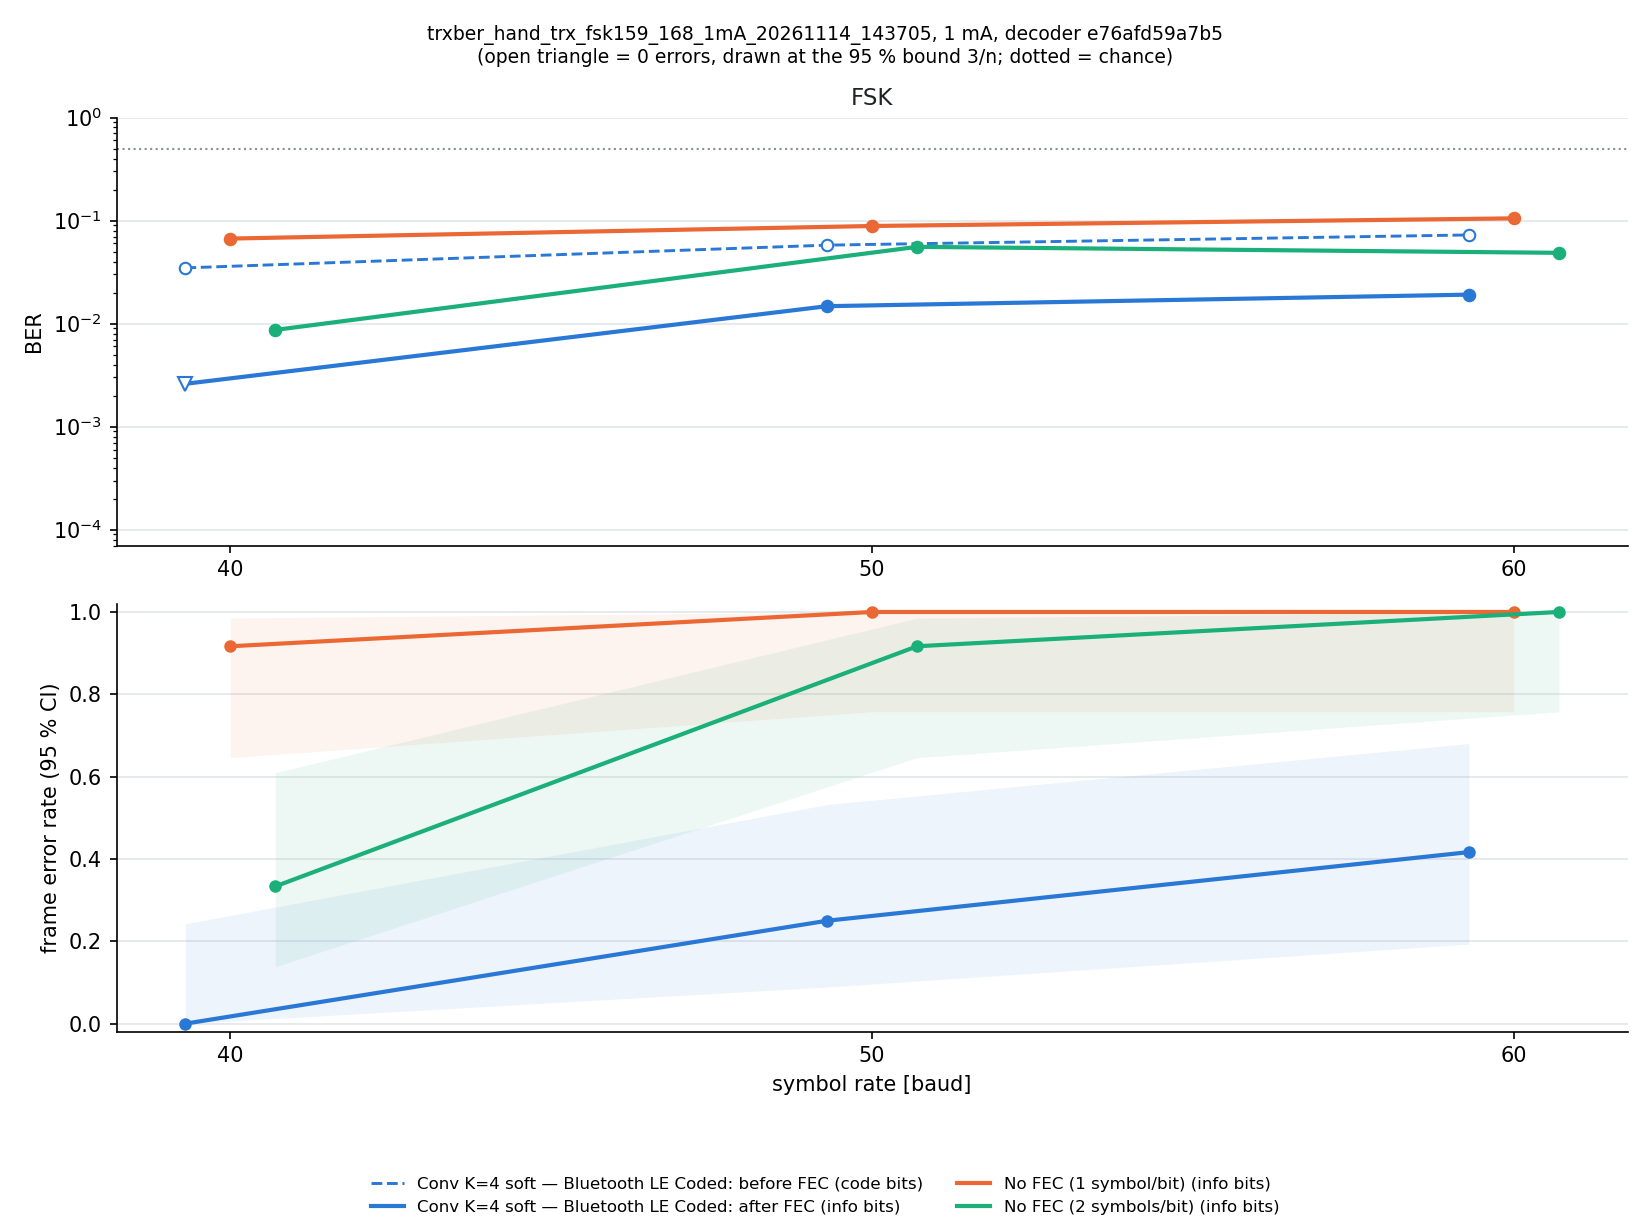 trxber_hand_trx_fsk159_168_1mA_20261114_143705, 1 mA, decoder e76afd59a7b5
(open triangle = 0 errors, drawn at the 95 % bound 3/n; dotted = chance)
FSK
BER
10⁰
10⁻¹
10⁻²
10⁻³
10⁻⁴
40 50 60
frame error rate (95 % CI)
1.0
0.8
0.6
0.4
0.2
0.0
40 50 60
symbol rate [baud]
Conv K=4 soft — Bluetooth LE Coded: before FEC (code bits)
Conv K=4 soft — Bluetooth LE Coded: after FEC (info bits)
No FEC (1 symbol/bit) (info bits)
No FEC (2 symbols/bit) (info bits)